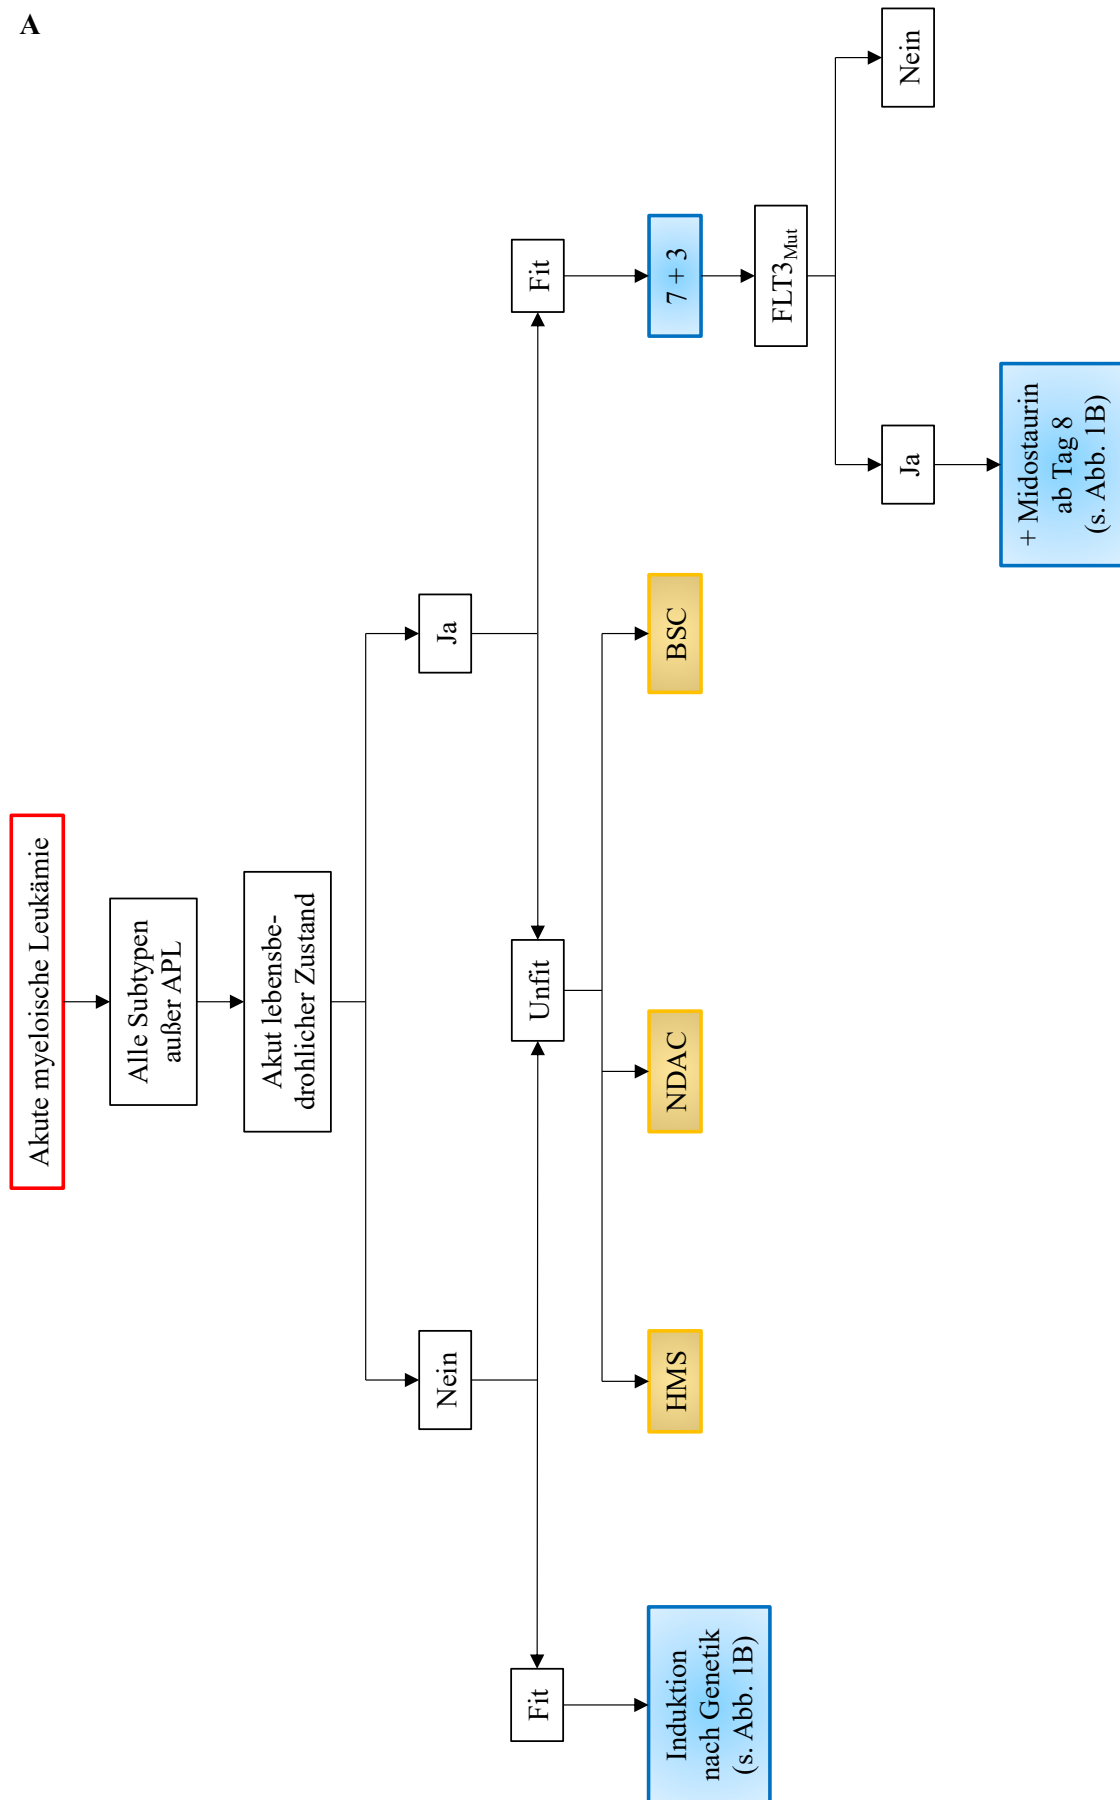 A
Akute myeloische Leukämie
Alle Subtypen
außer APL
Akut lebensbe-
drohlicher Zustand
Nein
Ja
Fit
Unfit
Fit
Induktion
nach Genetik
(s. Abb. 1B)
HMS
NDAC
BSC
7 + 3
FLT3Mut
Ja
Nein
+ Midostaurin
ab Tag 8
(s. Abb. 1B)